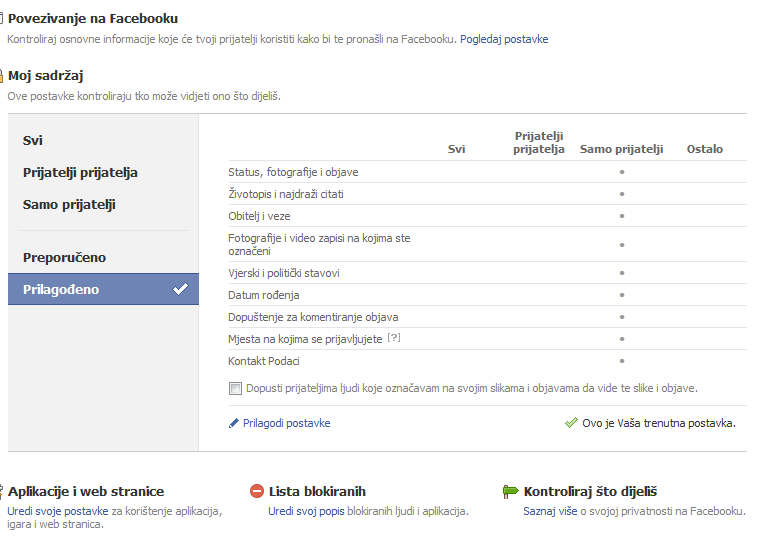 Povezivanje na Facebooku
Kontroliraj osnovne informacije koje će tvoji prijatelji koristiti kako bi te pronašli na Facebooku. Pogledaj postavke
Moj sadržaj
Ove postavke kontroliraju tko može vidjeti ono što dijeliš.
Svi
Prijatelji prijatelja
Samo prijatelji
Preporučeno
Prilagođeno
Svi Prijatelji prijatelja Samo prijatelji Ostalo
Status, fotografije i objave
Životopis i najdraži citati
Obitelj i veze
Fotografije i video zapisi na kojima ste
označeni
Vjerski i politički stavovi
Datum rođenja
Dopuštenje za komentiranje objava
Mjesta na kojima se prijavljujete [?]
Kontakt Podaci
Dopusti prijateljima ljudi koje označavam na svojim slikama i objavama da vide te slike i objave.
Prilagodi postavke
Ovo je Vaša trenutna postavka.
Aplikacije i web stranice
Uredi svoje postavke za korištenje aplikacija,
igara i web stranica.
Lista blokiranih
Uredi svoj popis blokiranih ljudi i aplikacija.
Kontroliraj što dijeliš
Saznaj više o svojoj privatnosti na Facebooku.